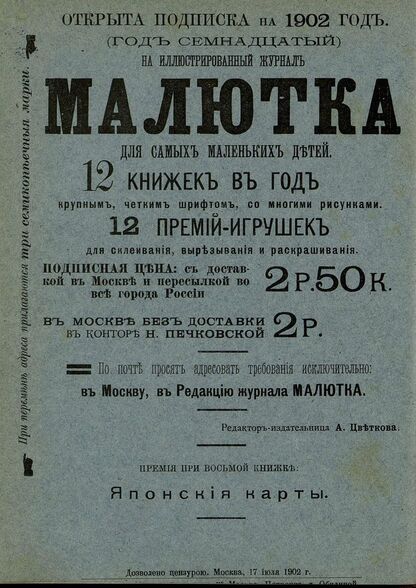 ОТКРЫТА ПОДПИСКА на 1902 ГОДЪ.
(ГОДЪ СЕМНАДЦАТЫЙ)
НА ИЛЛЮСТРИРОВАННЫЙ ЖУРНАЛЪ
МАЛЮТКА
ДЛЯ САМЫХЪ МАЛЕНЬКИХЪ ДѢТЕЙ.
12 КНИЖЕКЪ ВЪ ГОДЪ
крупнымъ, четкимъ шрифтомъ, со многими рисунками.
12 ПРЕМІЙ-ИГРУШЕКЪ
для склеиванія, вырѣзыванія и раскрашиванія.
ПОДПИСНАЯ ЦѢНА: съ достав-
кой въ Москвѣ и пересылкой во
всѣ города Россіи
2 Р. 50 К.
ВЪ МОСКВѢ БЕЗЪ ДОСТАВКИ
ВЪ КОНТОРѢ Н. ПЕЧКОВСКОЙ
2 Р.
По почтѣ просятъ адресовать требованія исключительно:
въ Москву, въ Редакцію журнала МАЛЮТКА.
Редакторъ-издательница А. Цвѣткова.
ПРЕМІЯ ПРИ ВОСЬМОЙ КНИЖКѢ:
Японскія карты.
Дозволено цензурою. Москва, 17 іюля 1902 г.
При перемѣнѣ адреса прилагаются три семикопѣечныя марки.